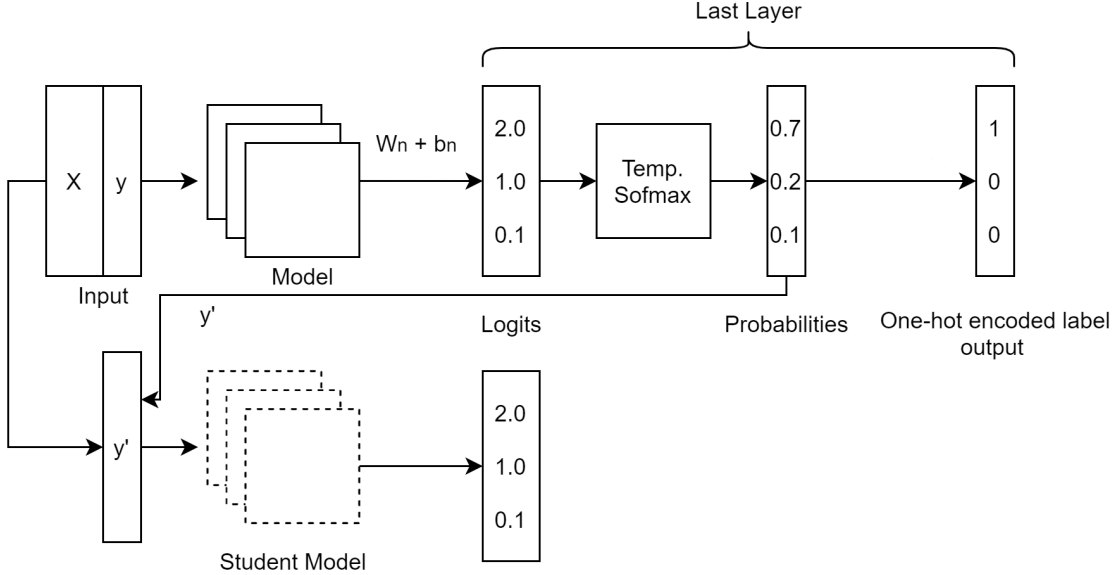 Last Layer
X
y
Input
Model
Wn + bn
2.0
1.0
0.1
Logits
Temp.
Sofmax
0.7
0.2
0.1
Probabilities
1
0
0
One-hot encoded label
output
y'
y'
Student Model
2.0
1.0
0.1